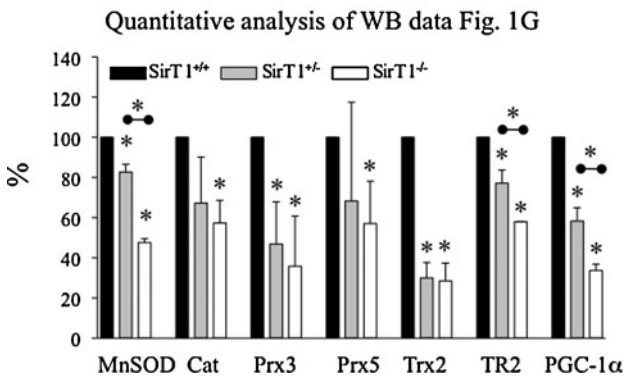 Quantitative analysis of WB data Fig. 1G
140
120
100
80
60
40
20
0
%
SirT1+/+ SirT1+/- SirT1-/-
* * * * * * * * * * * * * * * *
MnSOD Cat Prx3 Prx5 Trx2 TR2 PGC-1α